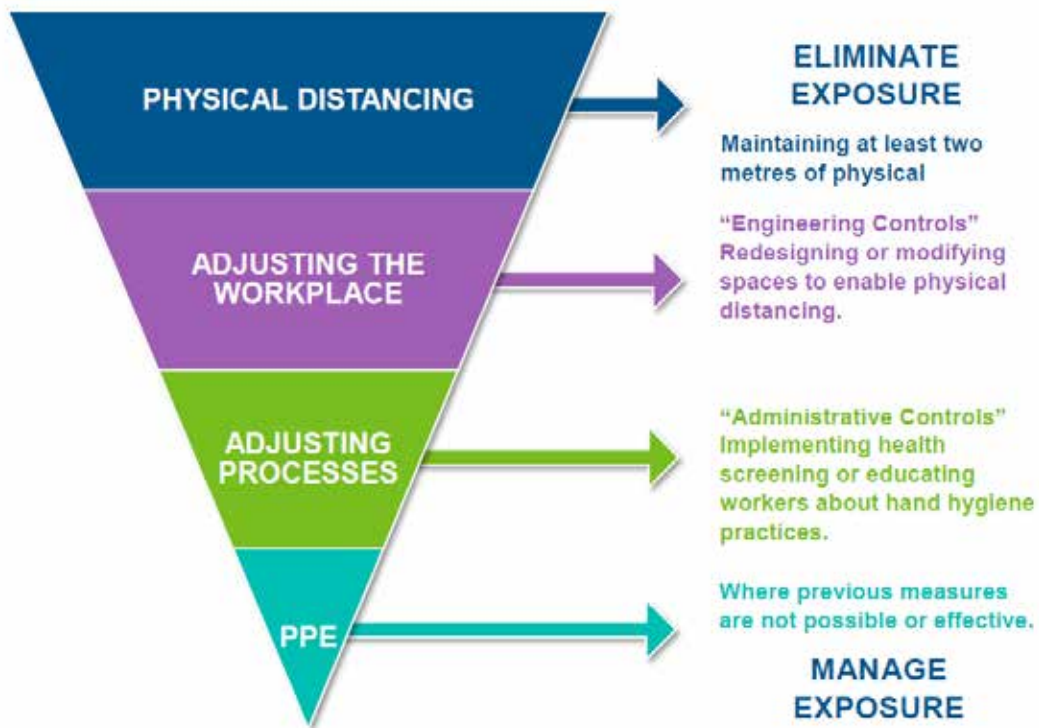 PHYSICAL DISTANCING
ELIMINATE
EXPOSURE
Maintaining at least two
metres of physical
ADJUSTING THE
WORKPLACE
“Engineering Controls”
Redesigning or modifying
spaces to enable physical
distancing.
ADJUSTING
PROCESSES
“Administrative Controls”
Implementing health
screening or educating
workers about hand hygiene
practices.
PPE
Where previous measures
are not possible or effective.
MANAGE
EXPOSURE